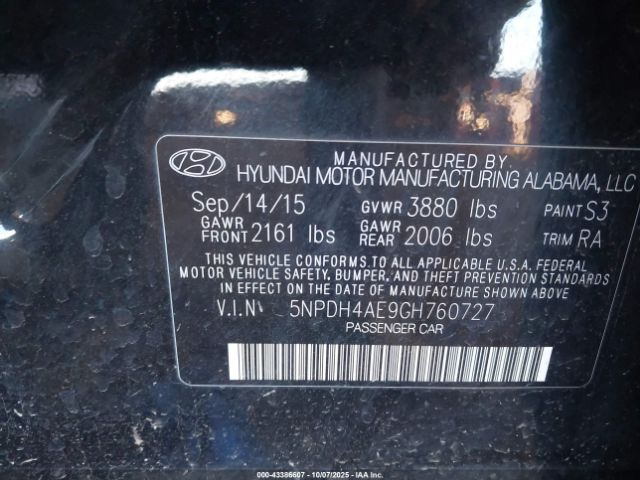 MANUFACTURED BY
HYUNDAI MOTOR MANUFACTURING ALABAMA, LLC
Sep/14/15 GVWR 3880 lbs PAINT S3
GAWR FRONT 2161 lbs GAWR REAR 2006 lbs TRIM RA
THIS VEHICLE CONFORMS TO ALL APPLICABLE U.S.A. FEDERAL
MOTOR VEHICLE SAFETY, BUMPER, AND THEFT PREVENTION STANDARDS
IN EFFECT ON THE DATE OF MANUFACTURE SHOWN ABOVE.
V.I.N 5NPDH4AE9GH760727
PASSENGER CAR
000-43386607 • 10/07/2025 • IAA Inc.